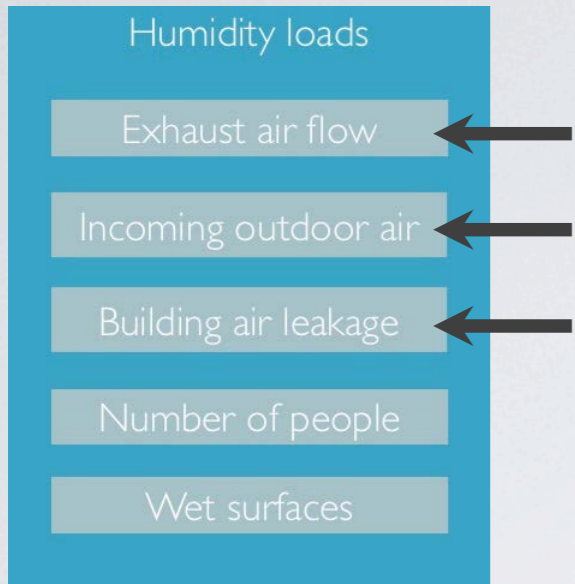 Humidity loads
Exhaust air flow
Incoming outdoor air
Building air leakage
Number of people
Wet surfaces